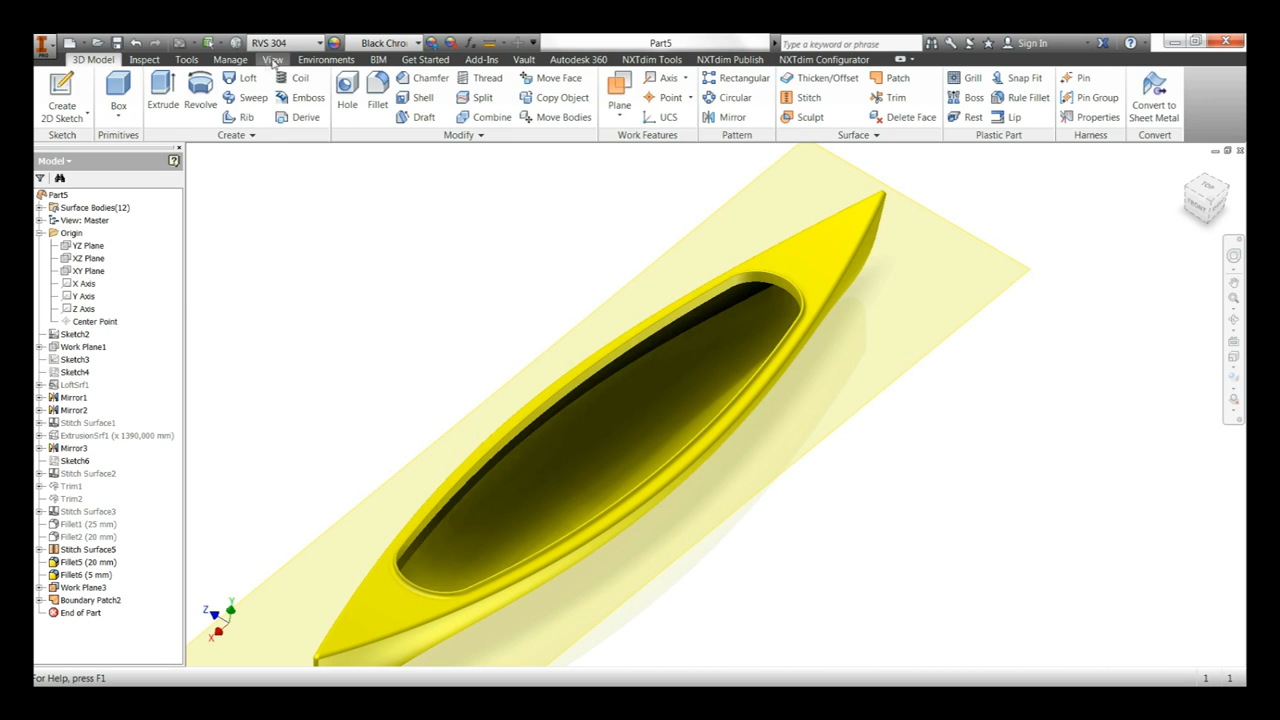 PRO RVS 304 Black Chro Part5 Type a keyword or phrase Sign In
3D Model Inspect Tools Manage View Environments BIM Get Started Add-Ins Vault Autodesk 360 NXTdim Tools NXTdim Publish NXTdim Configurator
Create 2D Sketch
Box
Extrude Revolve Loft Coil
Sweep Emboss
Rib Derive
Hole Fillet Chamfer Thread Move Face
Shell Split Copy Object
Draft Combine Move Bodies
Plane Axis
Point
UCS
Rectangular
Circular
Mirror
Thicken/Offset Patch
Stitch Trim
Sculpt Delete Face
Grill Snap Fit
Boss Rule Fillet
Rest Lip
Pin
Pin Group
Properties
Convert to Sheet Metal
Sketch Primitives Create Modify Work Features Pattern Surface Plastic Part Harness Convert
Model
Part5
Surface Bodies(12)
View: Master
Origin
YZ Plane
XZ Plane
XY Plane
X Axis
Y Axis
Z Axis
Center Point
Sketch2
Work Plane1
Sketch3
Sketch4
LoftSrf1
Mirror1
Mirror2
Stitch Surface1
ExtrusionSrf1 (x 1390,000 mm)
Mirror3
Sketch6
Stitch Surface2
Trim1
Trim2
Stitch Surface3
Fillet1 (25 mm)
Fillet2 (20 mm)
Stitch Surface5
Fillet5 (20 mm)
Fillet6 (5 mm)
Work Plane3
Boundary Patch2
End of Part
TOP
FRONT
Z Y
X
For Help, press F1 1 1